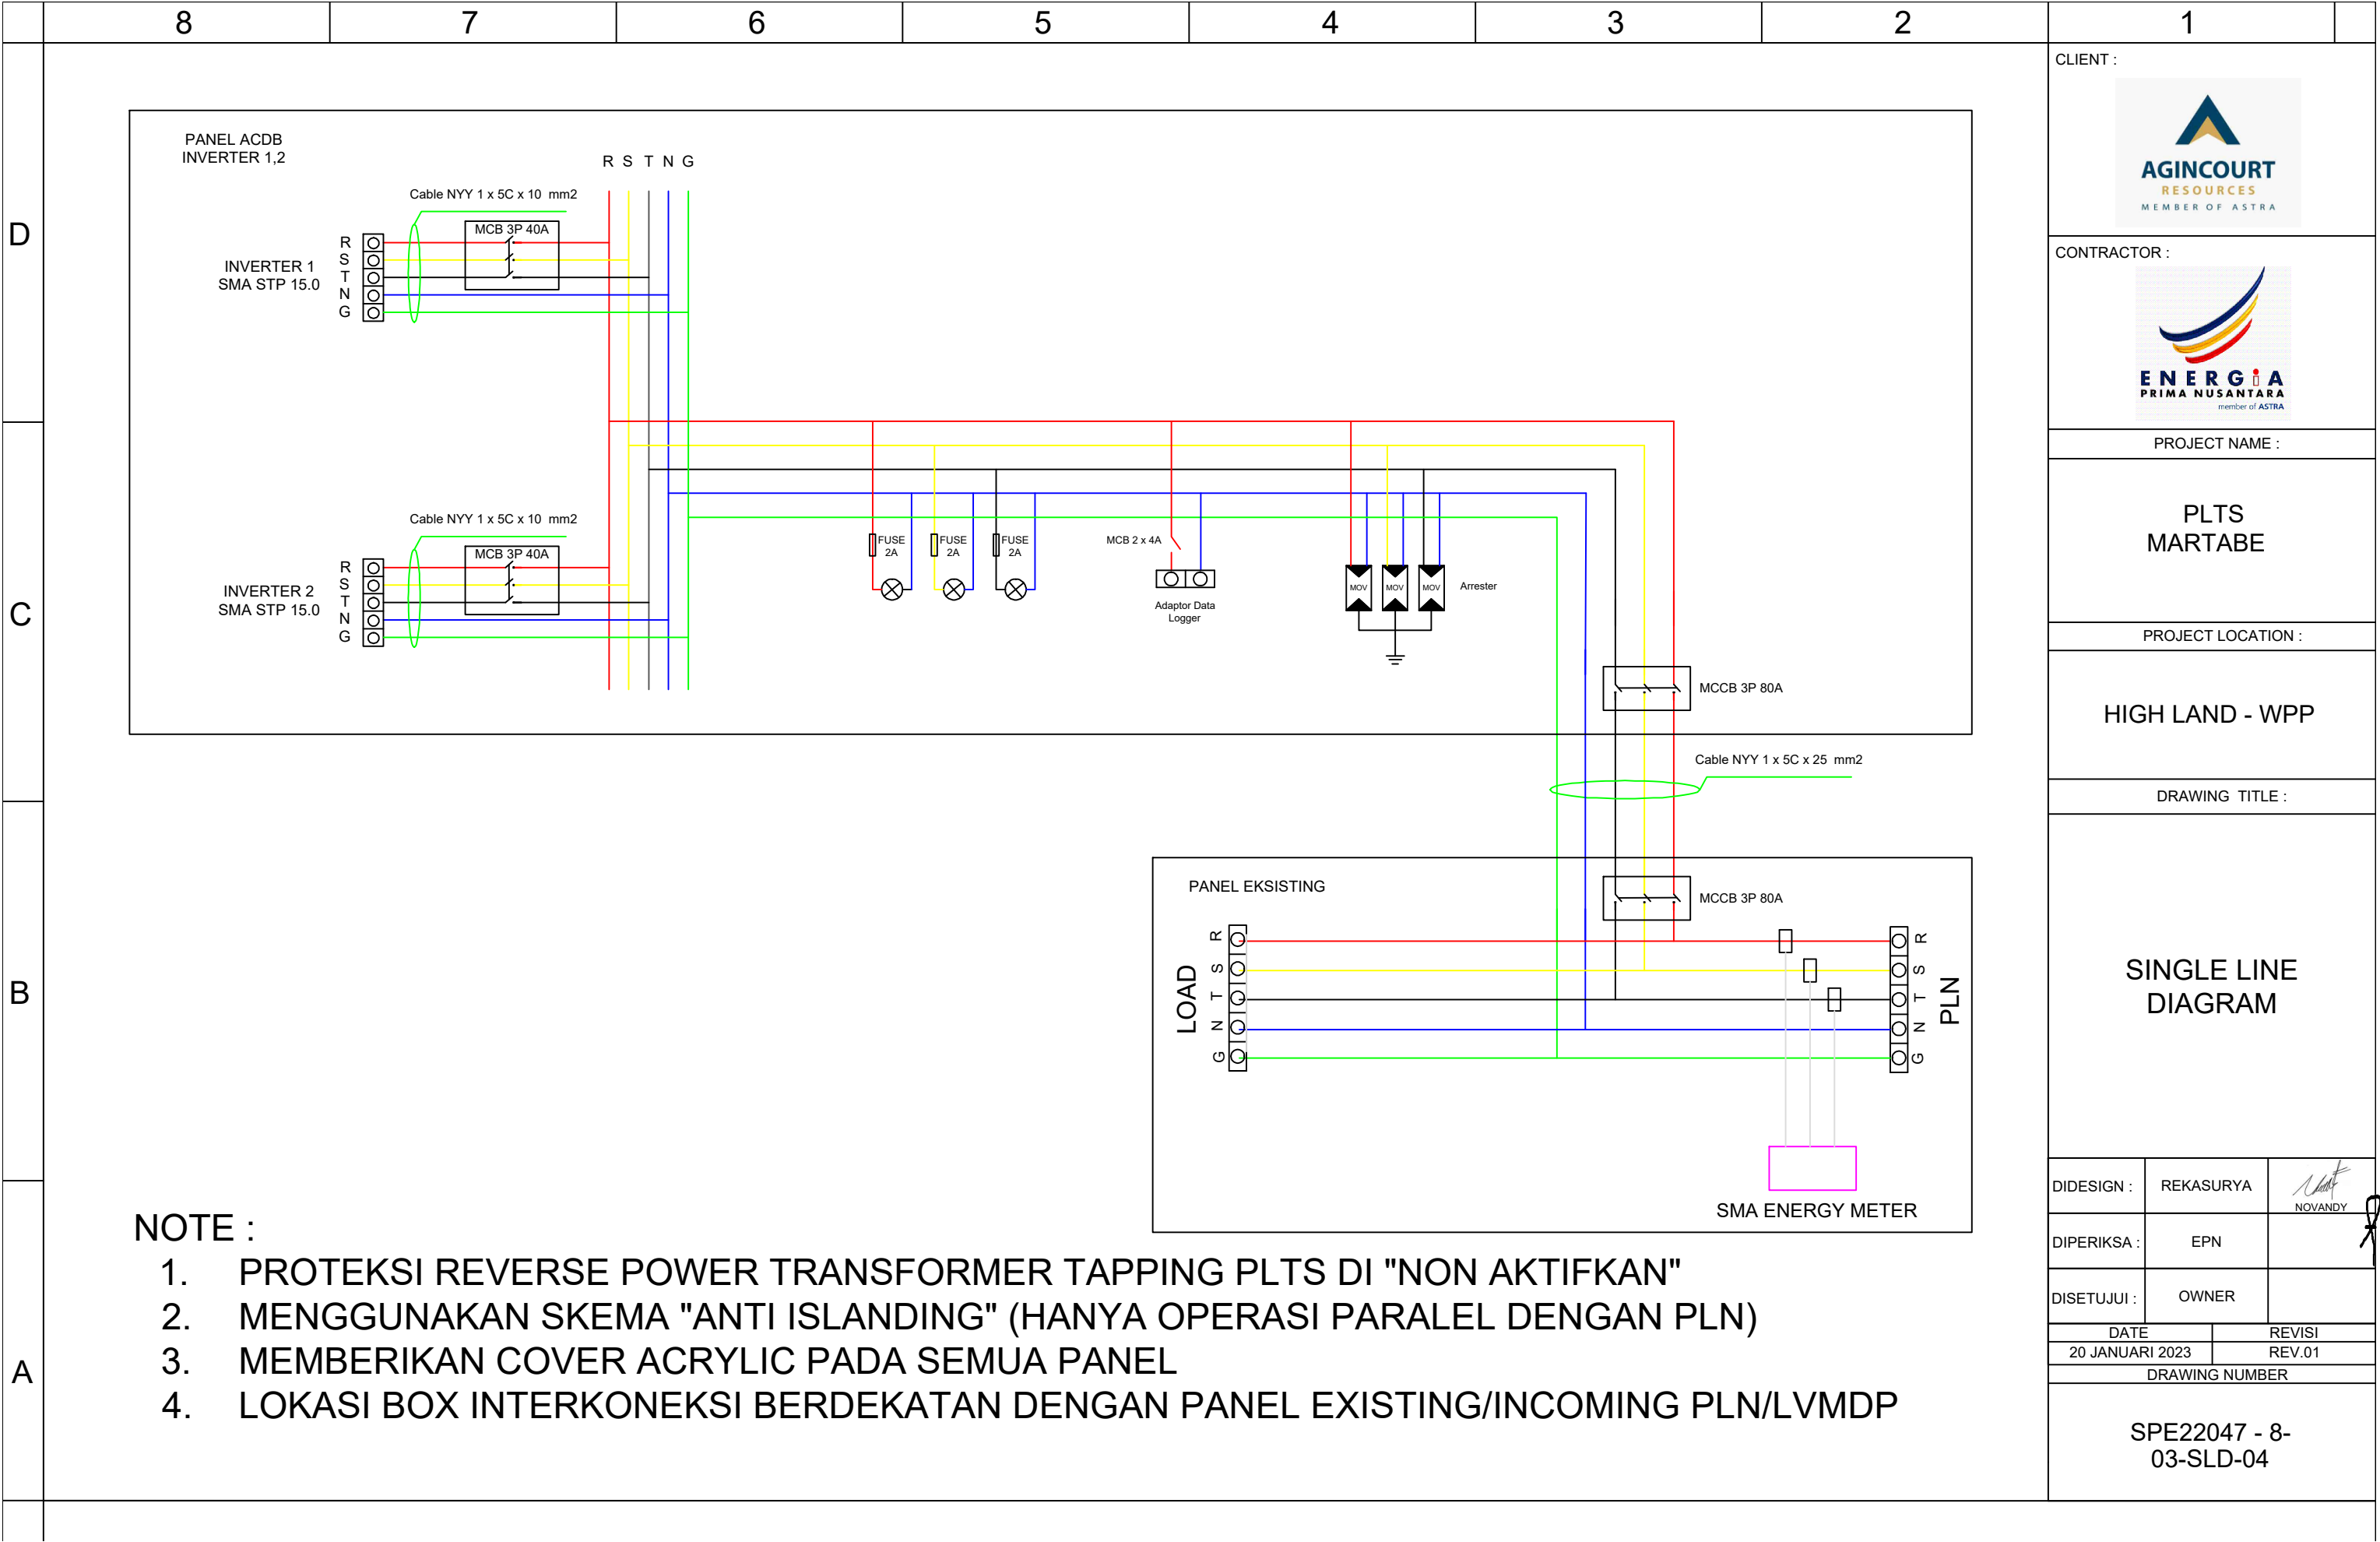 8 7 6 5 4 3 2 1
D
C
B
A
PANEL ACDB
INVERTER 1,2
R S T N G
Cable NYY 1 x 5C x 10 mm2
MCB 3P 40A
INVERTER 1
SMA STP 15.0
R
S
T
N
G
Cable NYY 1 x 5C x 10 mm2
MCB 3P 40A
INVERTER 2
SMA STP 15.0
R
S
T
N
G
FUSE
2A
FUSE
2A
FUSE
2A
MCB 2 x 4A
Adaptor Data
Logger
MOV MOV MOV
Arrester
MCCB 3P 80A
Cable NYY 1 x 5C x 25 mm2
PANEL EKSISTING
MCCB 3P 80A
LOAD
R
S
T
N
G
R
S
T
N
G
PLN
SMA ENERGY METER
NOTE :
1. PROTEKSI REVERSE POWER TRANSFORMER TAPPING PLTS DI "NON AKTIFKAN"
2. MENGGUNAKAN SKEMA "ANTI ISLANDING" (HANYA OPERASI PARALEL DENGAN PLN)
3. MEMBERIKAN COVER ACRYLIC PADA SEMUA PANEL
4. LOKASI BOX INTERKONEKSI BERDEKATAN DENGAN PANEL EXISTING/INCOMING PLN/LVMDP
CLIENT :
AGINCOURT
RESOURCES
MEMBER OF ASTRA
CONTRACTOR :
ENERGiA
PRIMA NUSANTARA
member of ASTRA
PROJECT NAME :
PLTS
MARTABE
PROJECT LOCATION :
HIGH LAND - WPP
DRAWING TITLE :
SINGLE LINE
DIAGRAM
DIDESIGN : REKASURYA NOVANDY
DIPERIKSA : EPN
DISETUJUI : OWNER
DATE REVISI
20 JANUARI 2023 REV.01
DRAWING NUMBER
SPE22047 - 8-
03-SLD-04